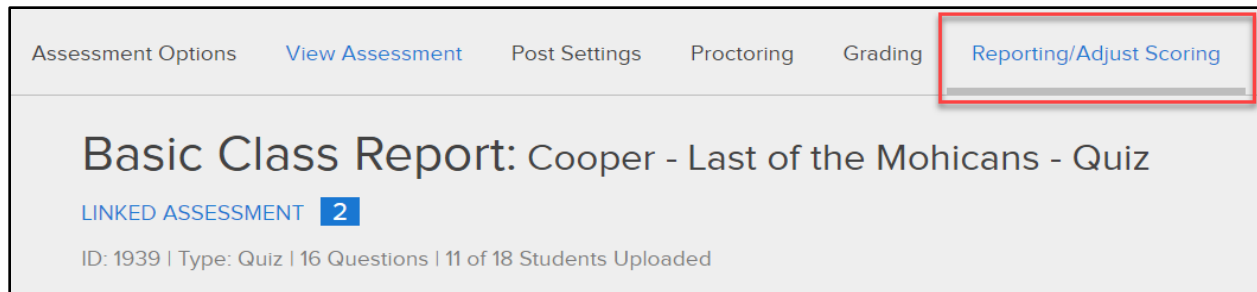 Assessment Options View Assessment Post Settings Proctoring Grading Reporting/Adjust Scoring
Basic Class Report: Cooper - Last of the Mohicans - Quiz
LINKED ASSESSMENT 2
ID: 1939 | Type: Quiz | 16 Questions | 11 of 18 Students Uploaded